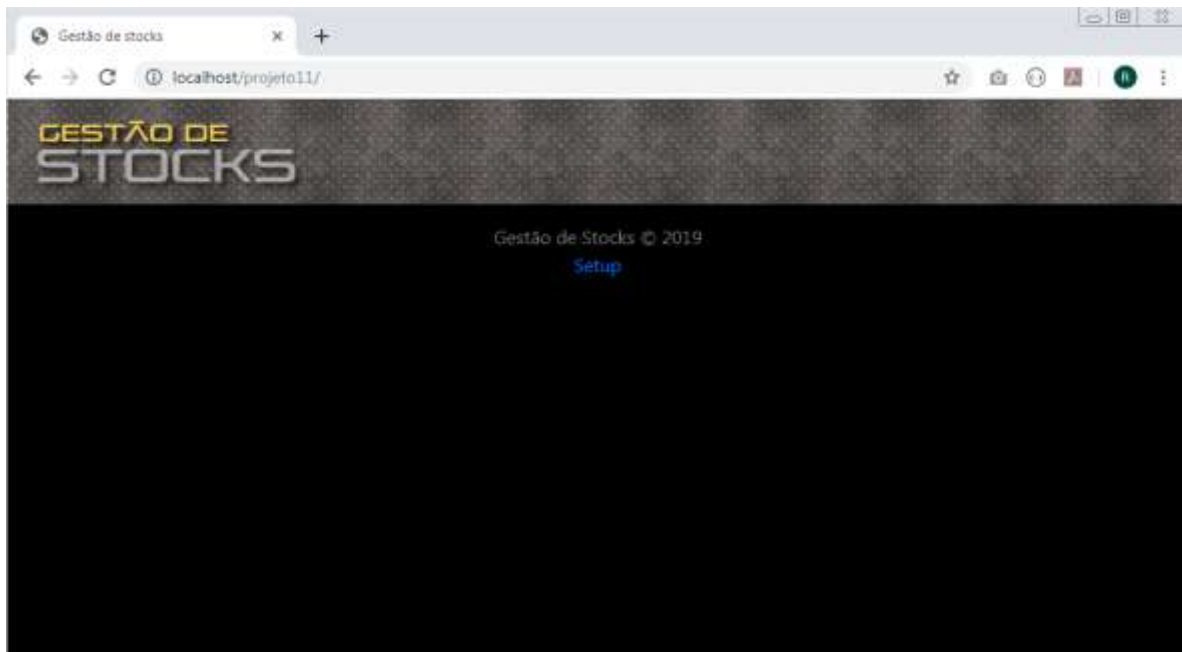 Gestão de stocks
localhost/projeto11/
GESTÃO DE
STOCKS
Gestão de Stocks © 2019
Setup